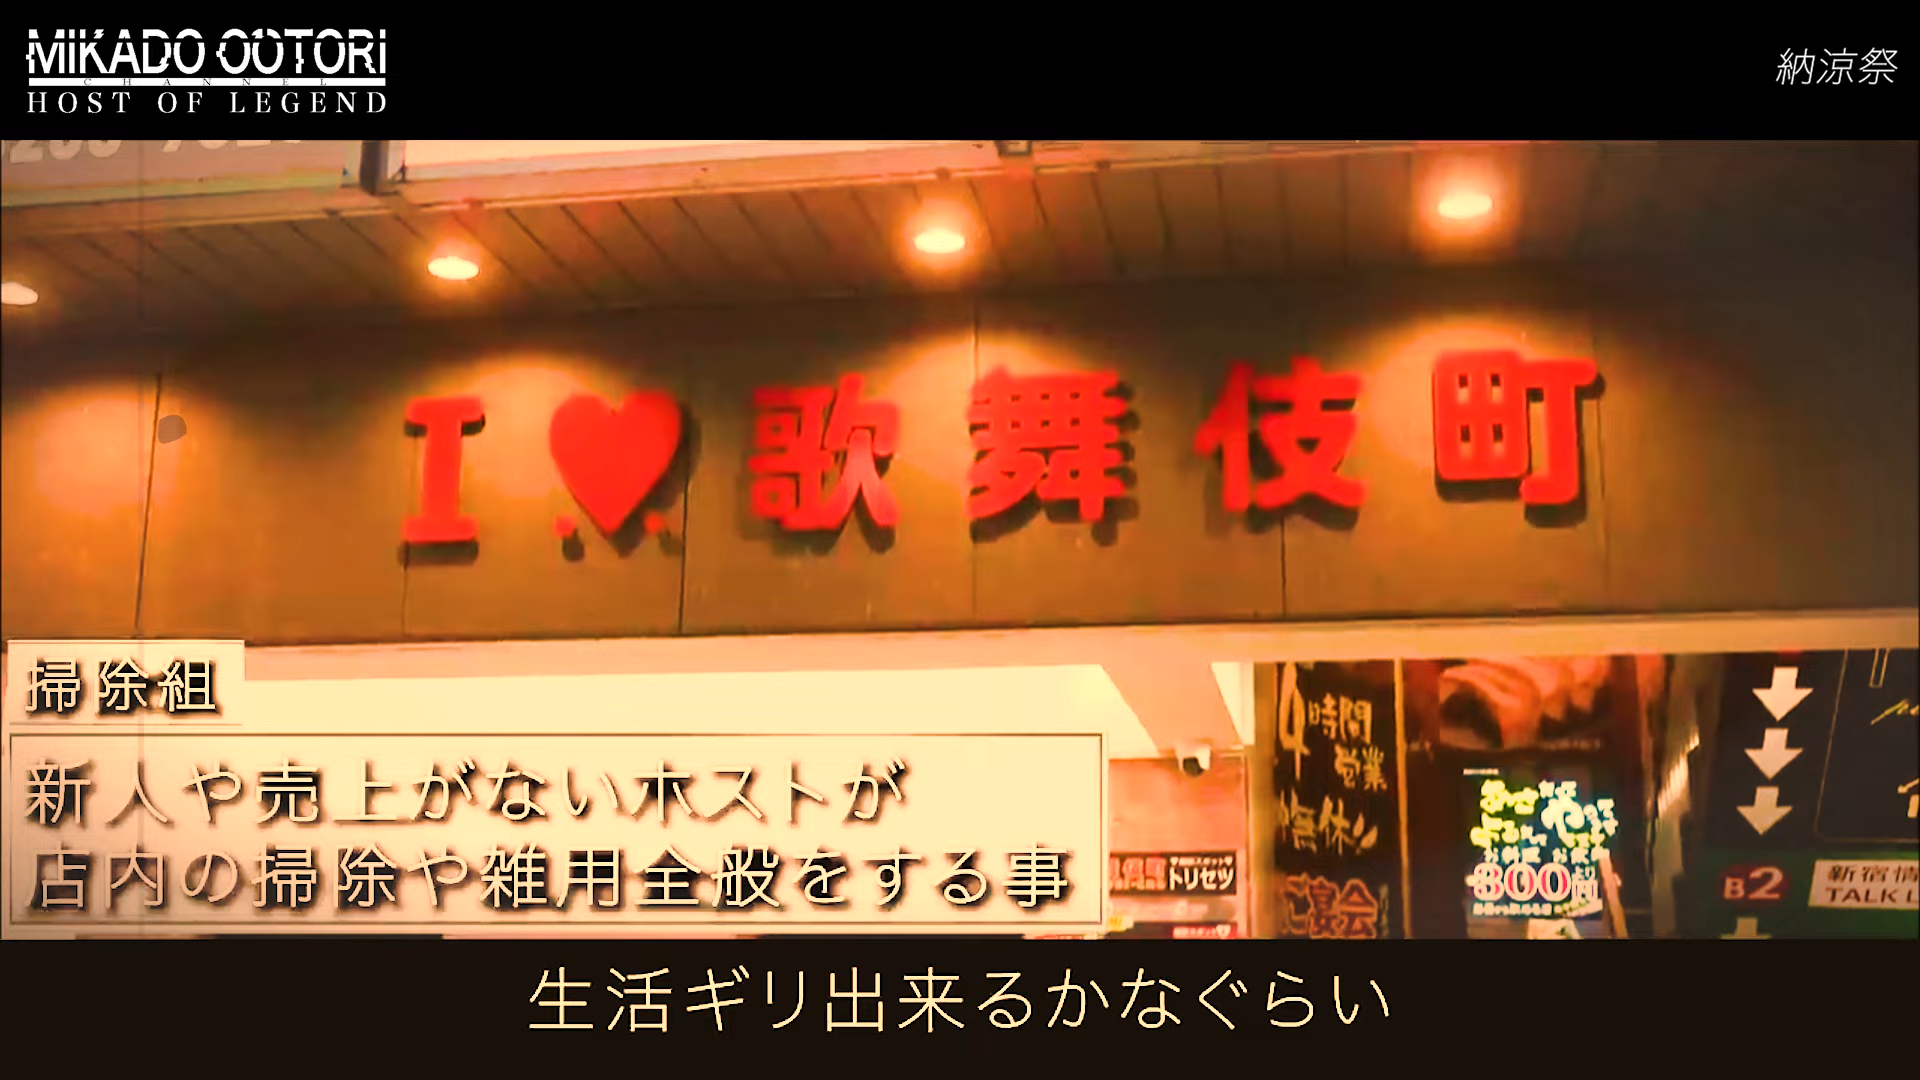 MIKADO OOTORI
CHANNEL
HOST OF LEGEND
納涼祭
I♥歌舞伎町
掃除組
新人や売上がないホストが
店内の掃除や雑用全般をする事
時間
営業
無休
ご宴会
トリセツ
800円
B2
新宿情
TALK L
生活ギリ出来るかなぐらい